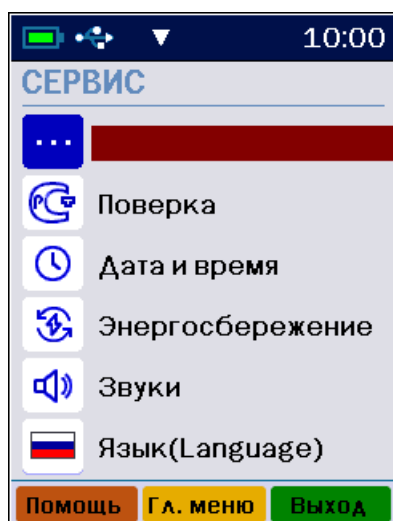 10:00
СЕРВИС
...
Поверка
Дата и время
Энергосбережение
Звуки
Язык(Language)
Помощь Гл. меню Выход